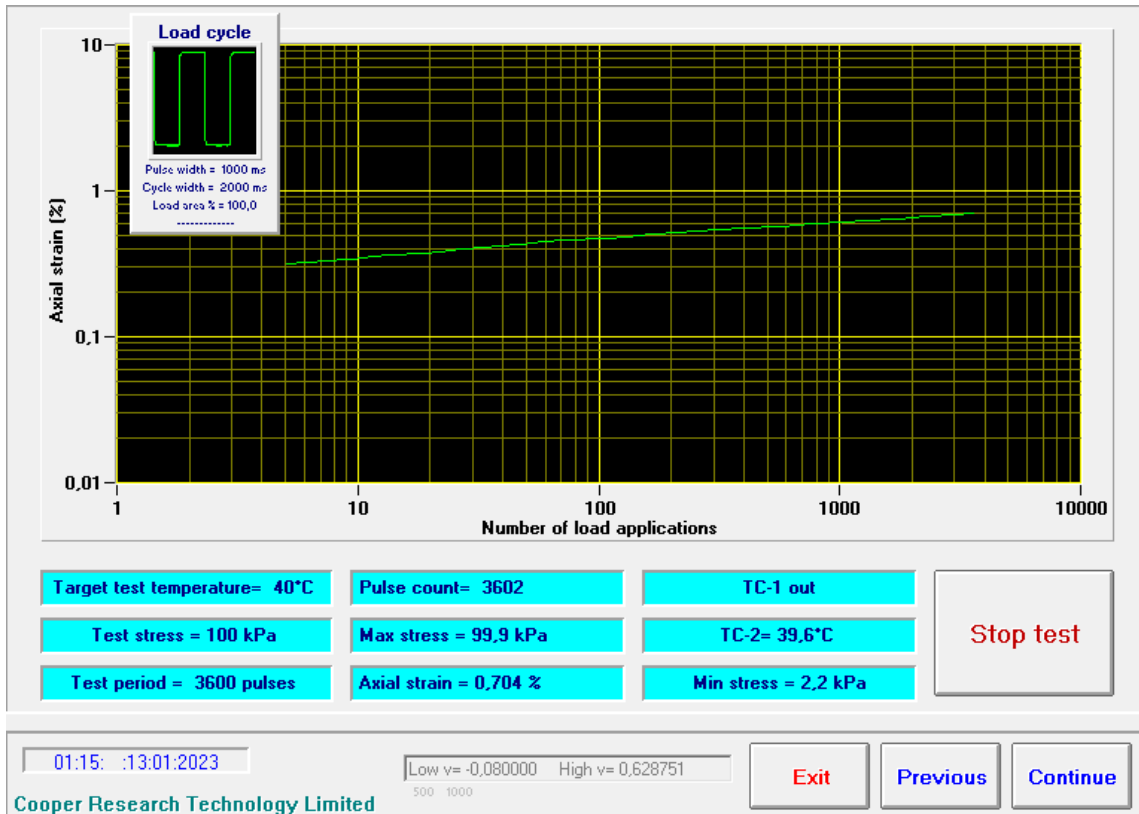 Load cycle
Pulse width = 1000 ms
Cycle width = 2000 ms
Load area % = 100,0
-------------
10
1
0,1
0,01
Axial strain (%)
1 10 100 1000 10000
Number of load applications
Target test temperature= 40°C Pulse count= 3602 TC-1 out
Test stress = 100 kPa Max stress = 99,9 kPa TC-2= 39,6°C
Test period = 3600 pulses Axial strain = 0,704 % Min stress = 2,2 kPa
Stop test
01:15: :13:01:2023
Low v= -0,080000 High v= 0,628751
500 1000
Exit Previous Continue
Cooper Research Technology Limited